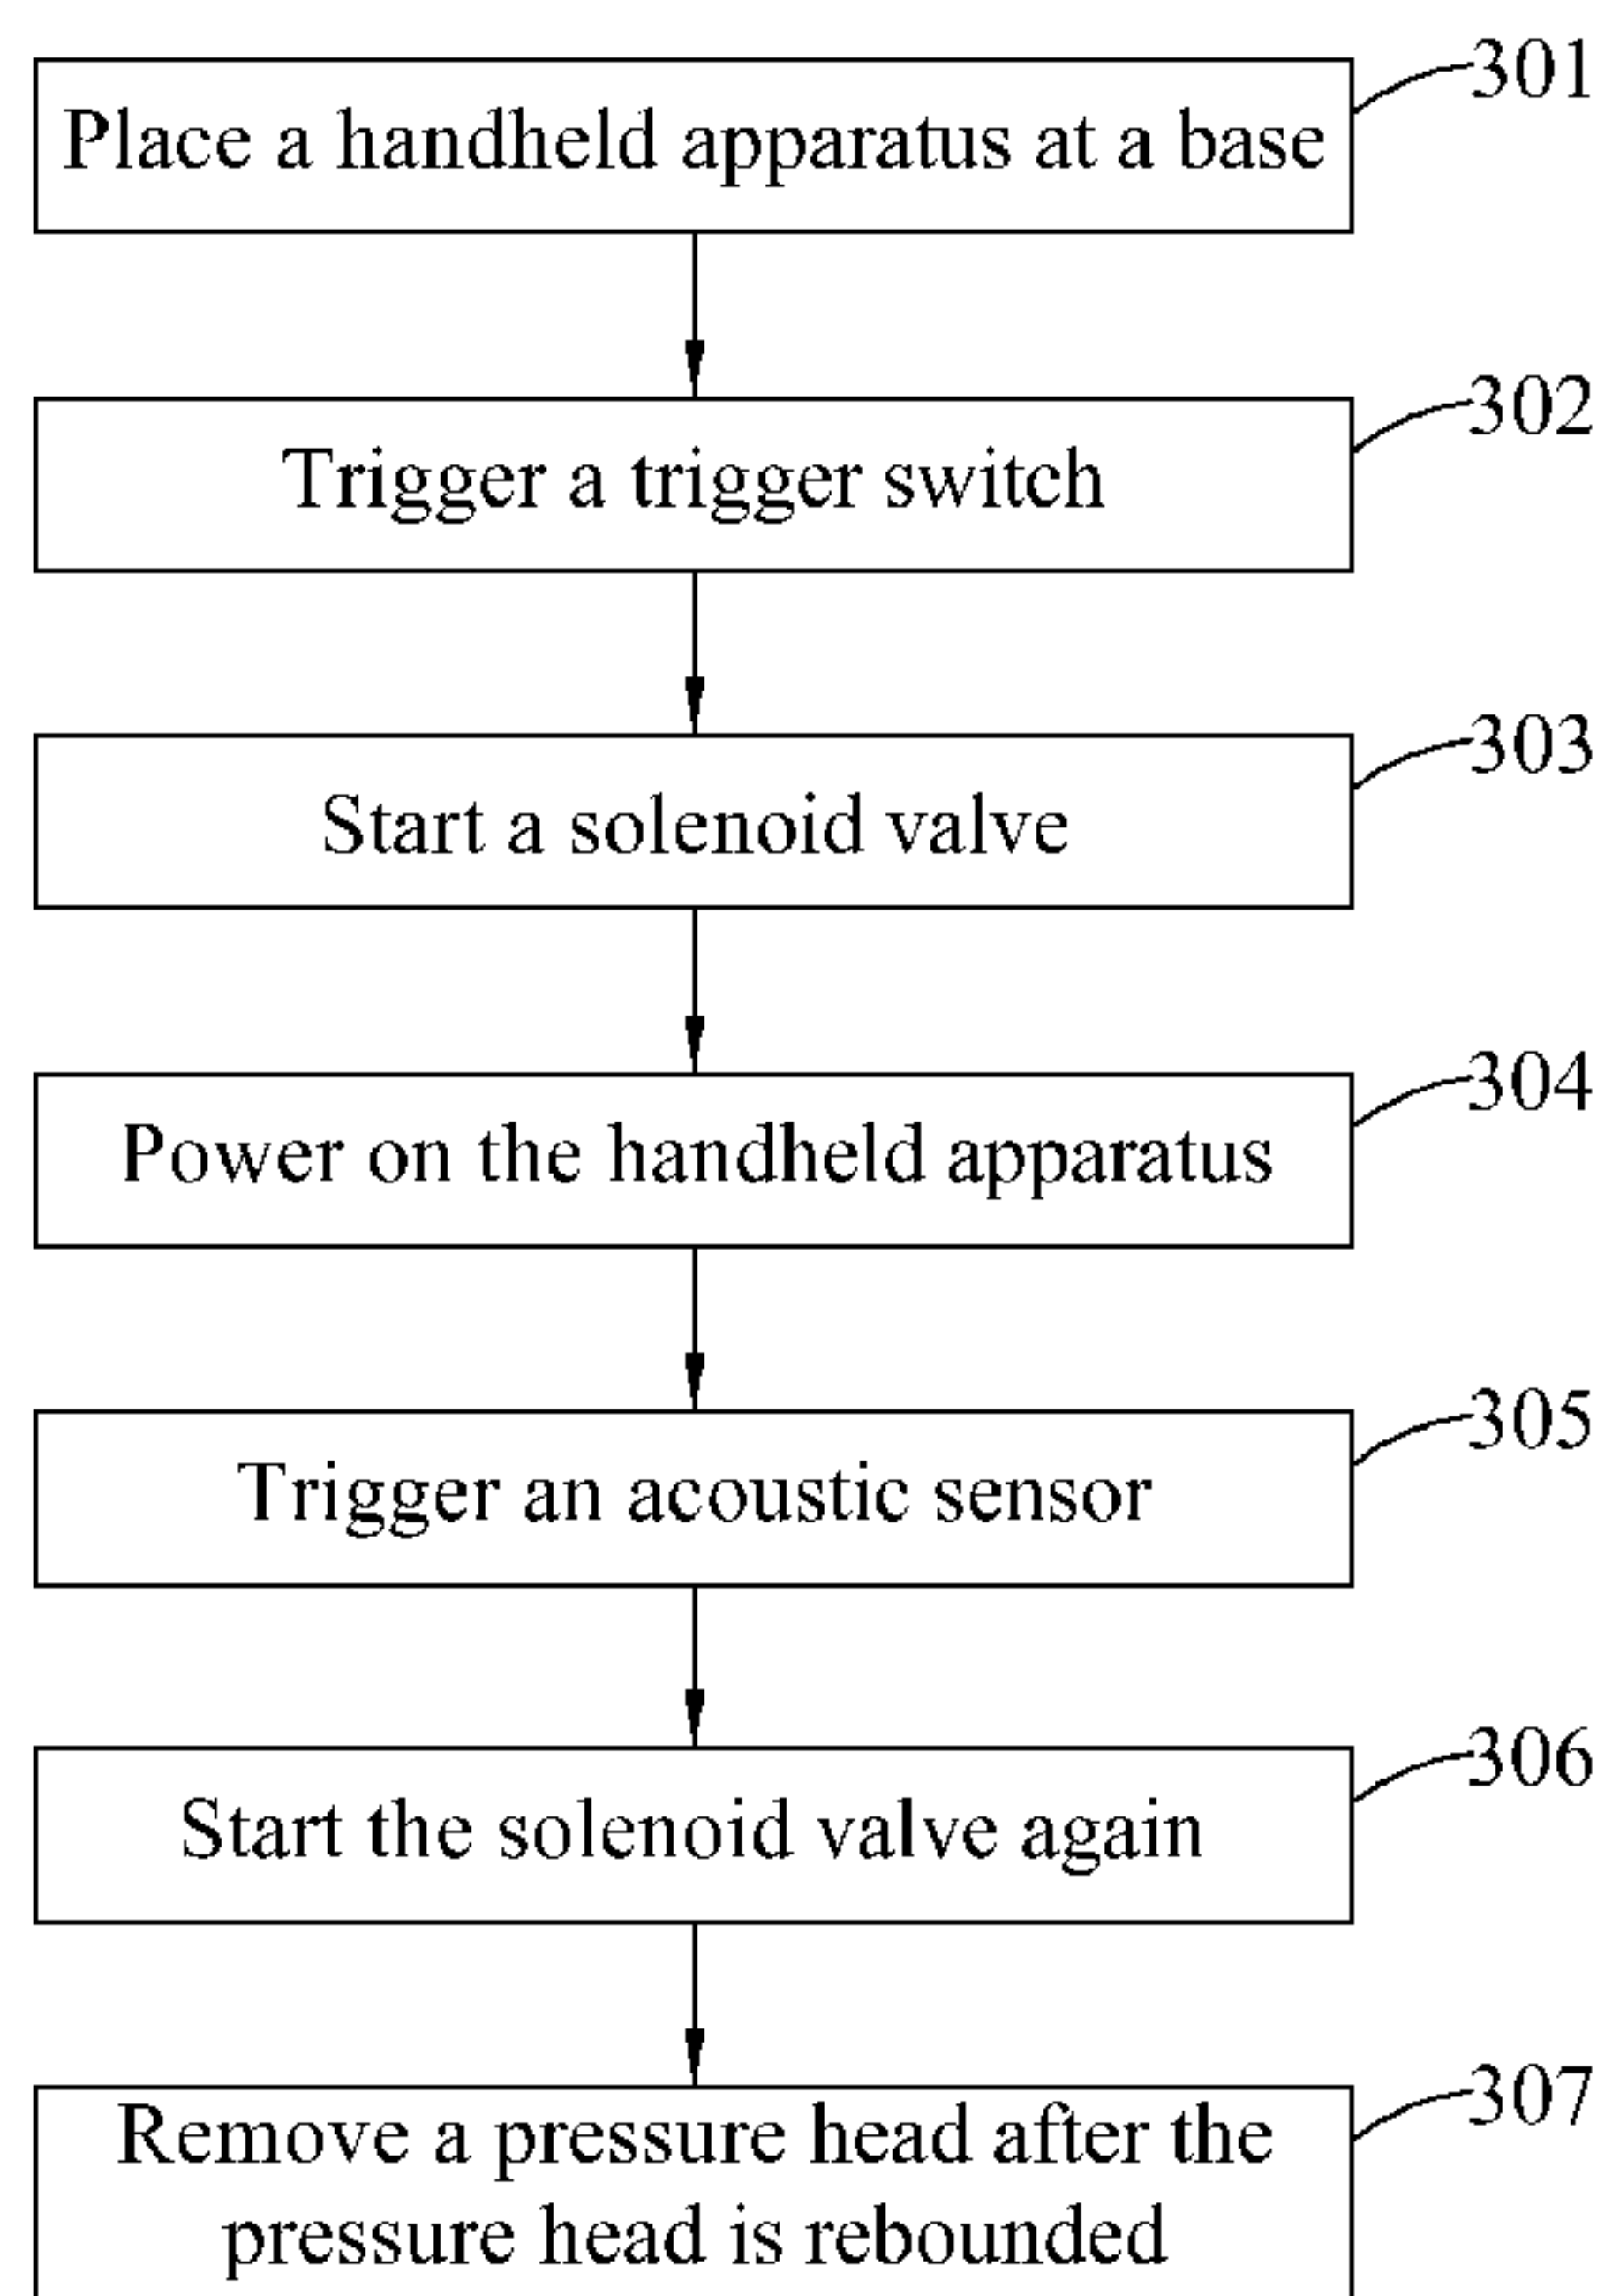 301
Place a handheld apparatus at a base
302
Trigger a trigger switch
303
Start a solenoid valve
304
Power on the handheld apparatus
305
Trigger an acoustic sensor
306
Start the solenoid valve again
307
Remove a pressure head after the
pressure head is rebounded